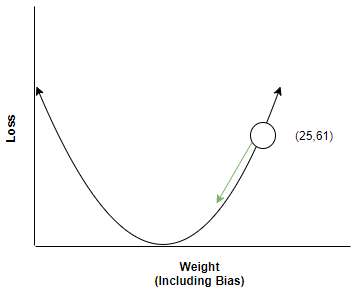 Loss
(25,61)
Weight
(Including Bias)